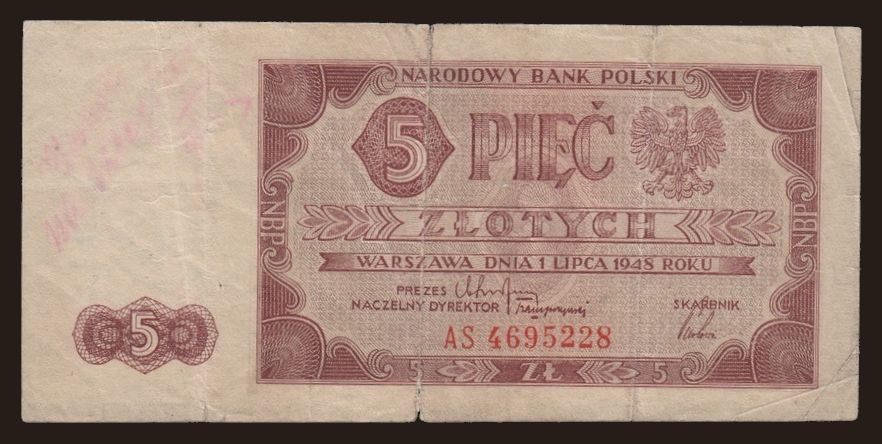 NARODOWY BANK POLSKI
5 PIĘĆ
ZŁOTYCH
WARSZAWA DNIA 1 LIPCA 1948 ROKU
PREZES
NACZELNY DYREKTOR
SKARBNIK
AS 4695228
5 ZŁ 5
NBP
NBP
5